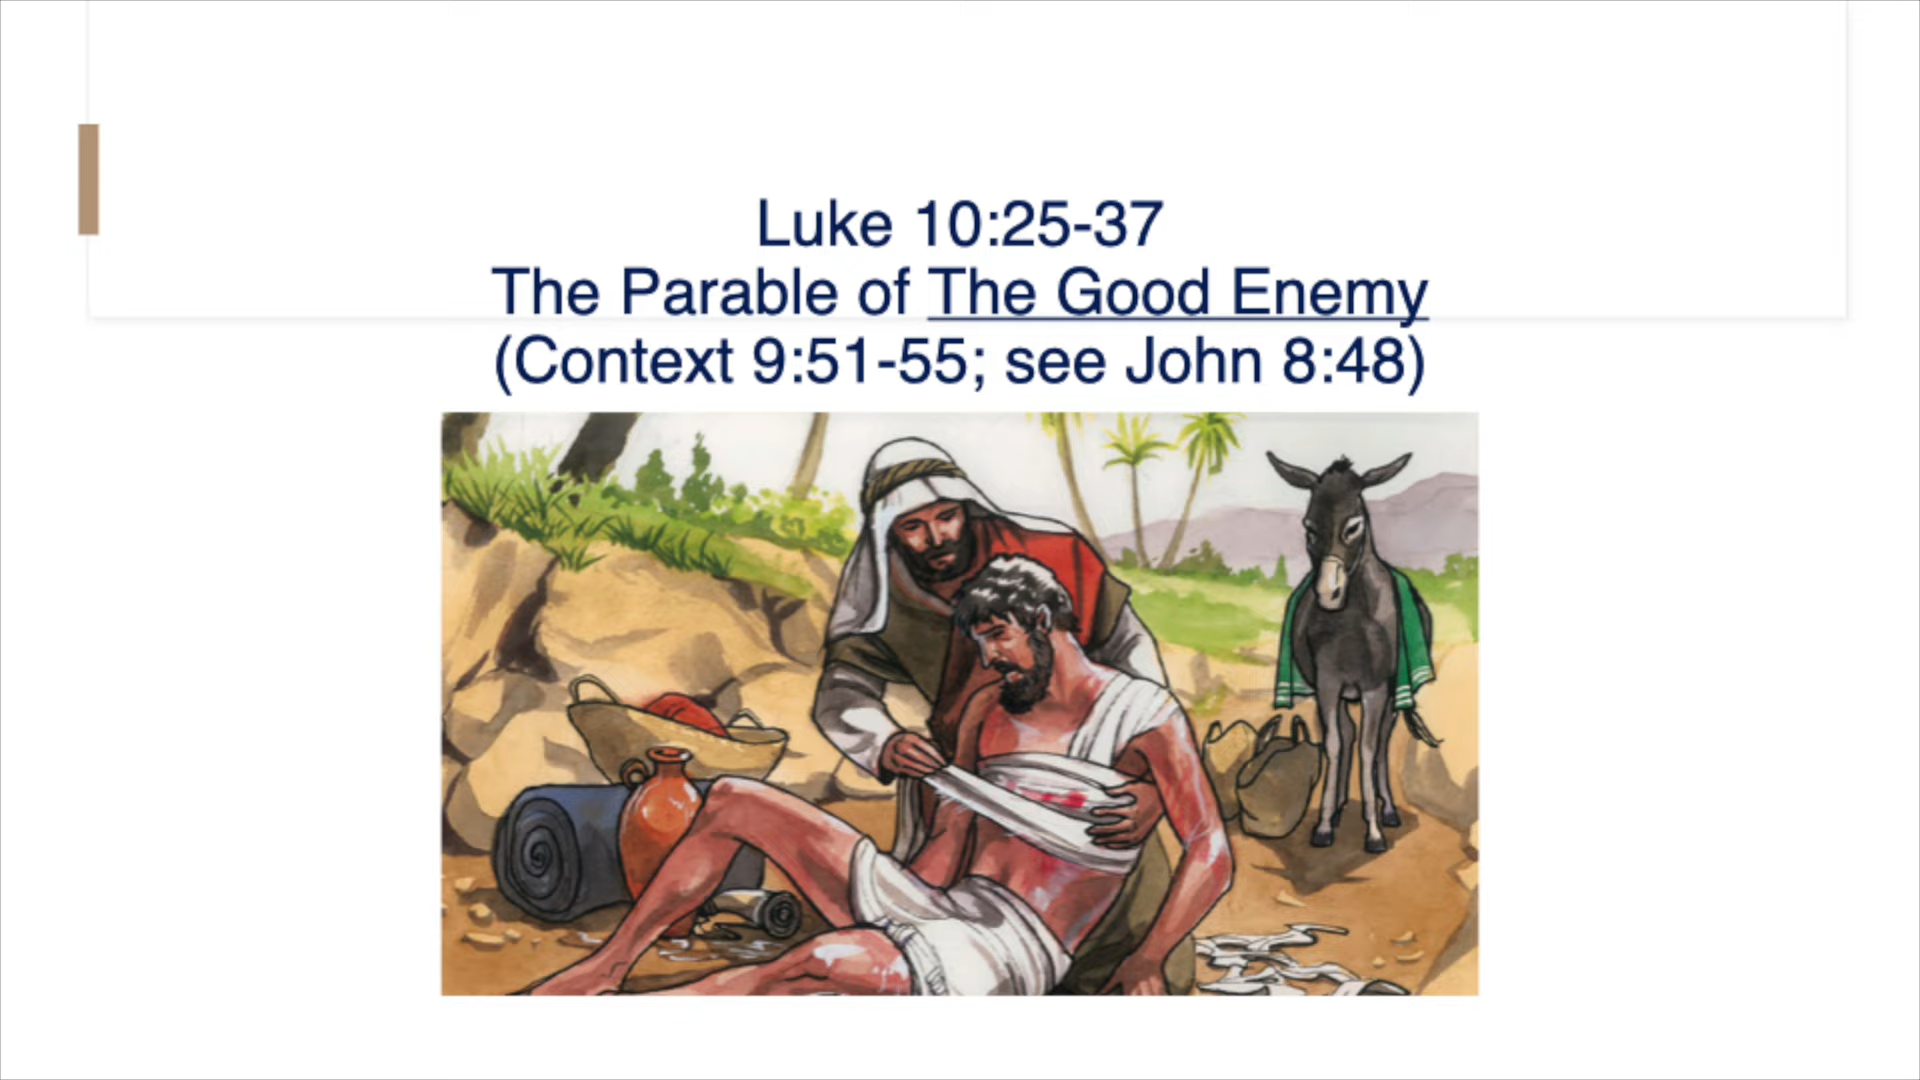 Luke 10:25-37
The Parable of The Good Enemy
(Context 9:51-55; see John 8:48)